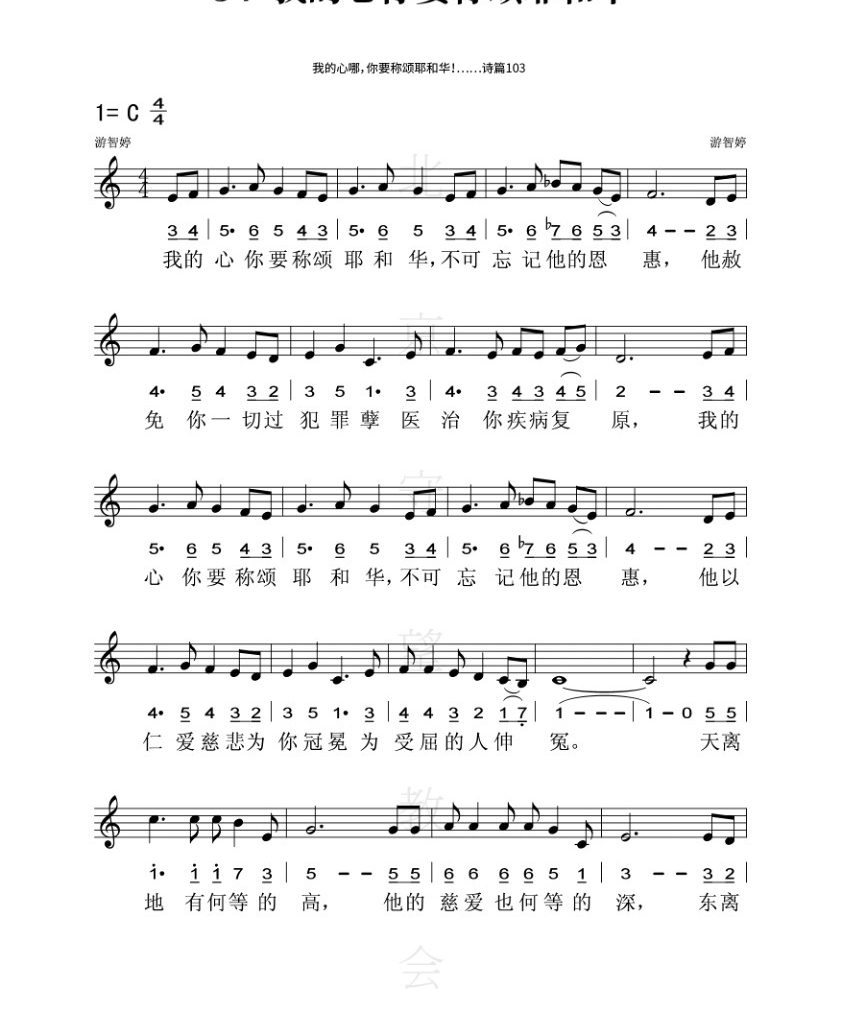 我的心哪，你要称颂耶和华！……诗篇103
1= C 4/4
游智婷 游智婷
3 4 | 5• 6 5 4 3 | 5• 6 5 3 4 | 5• 6 b7 6 5 3 | 4 – – 2 3 |
我的 心 你 要 称颂 耶 和 华，不可 忘 记 他 的 恩 惠， 他赦
4• 5 4 3 2 | 3 5 1• 3 | 4• 3 4 3 4 5 | 2 – – 3 4 |
免 你 一 切过 犯 罪 孽 医 治 你 疾病 复 原， 我的
5• 6 5 4 3 | 5• 6 5 3 4 | 5• 6 b7 6 5 3 | 4 – – 2 3 |
心 你 要 称颂 耶 和 华，不可 忘 记 他 的 恩 惠， 他以
4• 5 4 3 2 | 3 5 1• 3 | 4 4 3 2 1 7 | 1 – – – | 1 – 0 5 5 |
仁 爱 慈 悲为 你 冠 冕 为 受 屈 的 人 伸 冤。 天离
1• 1 1 7 3 | 5 – – 5 5 | 6 6 6 6 5 1 | 3 – – 3 2 |
地 有 何 等 的 高， 他的 慈 爱 也 何 等 的 深， 东离
北京守望教会